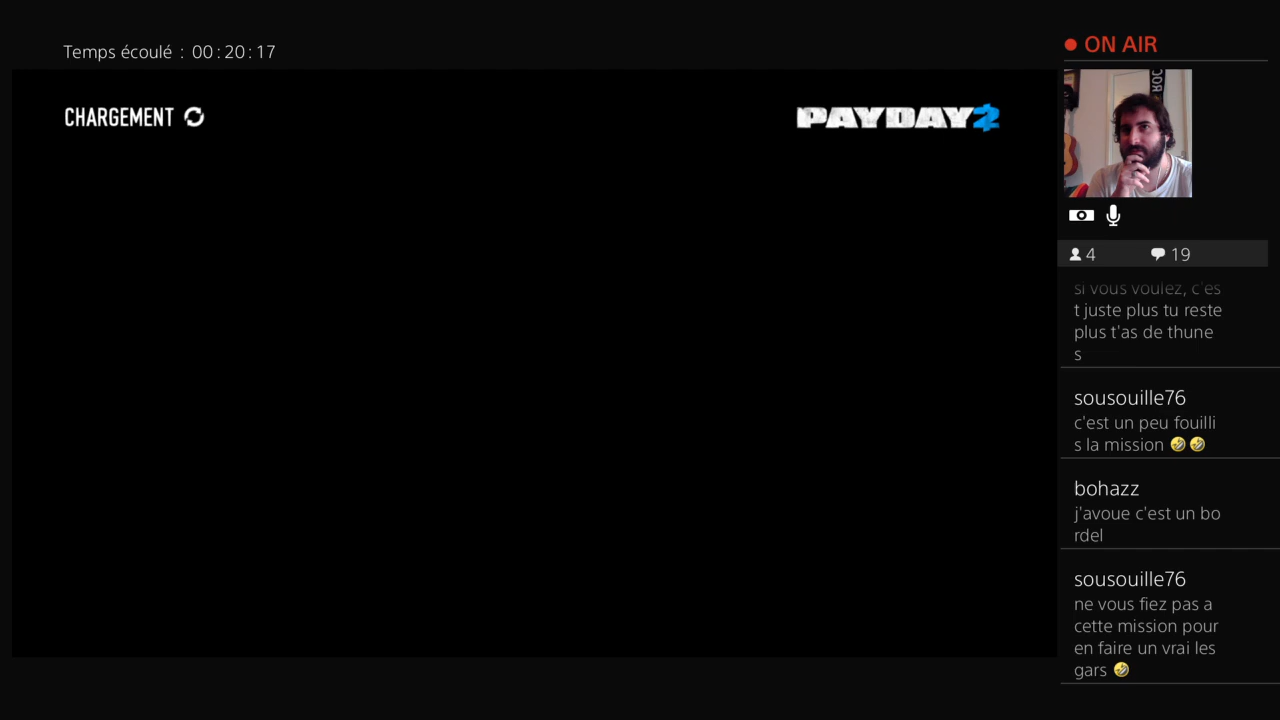 Temps écoulé : 00:20:17
ON AIR
CHARGEMENT
PAYDAY2
ROC
4
19
si vous voulez, c'es
t juste plus tu reste
plus t'as de thune
s
sousouille76
c'est un peu fouilli
s la mission 🤣🤣
bohazz
j'avoue c'est un bo
rdel
sousouille76
ne vous fiez pas a
cette mission pour
en faire un vrai les
gars 🤣